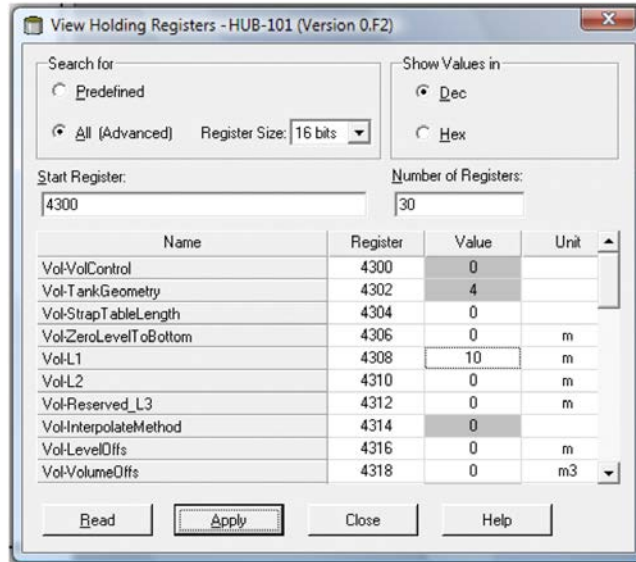 View Holding Registers - HUB-101 (Version 0.F2)
Search for
Predefined
All (Advanced) Register Size: 16 bits
Show Values in
Dec
Hex
Start Register:
4300
Number of Registers:
30
Name Register Value Unit
Vol-VolControl 4300 0
Vol-TankGeometry 4302 4
Vol-StrapTableLength 4304 0
Vol-ZeroLevelToBottom 4306 0 m
Vol-L1 4308 10 m
Vol-L2 4310 0 m
Vol-Reserved_L3 4312 0 m
Vol-InterpolateMethod 4314 0
Vol-LevelOffs 4316 0 m
Vol-VolumeOffs 4318 0 m3
Read Apply Close Help